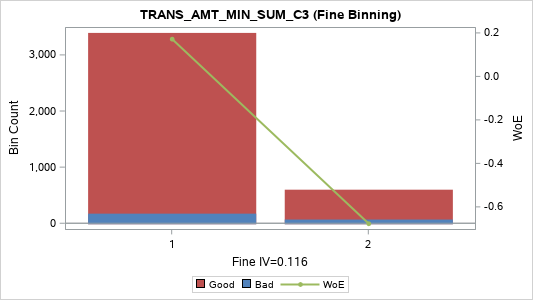 TRANS_AMT_MIN_SUM_C3 (Fine Binning)
3,000
2,000
1,000
0
Bin Count
0.2
0.0
-0.2
-0.4
-0.6
WoE
1 2
Fine IV=0.116
Good Bad WoE